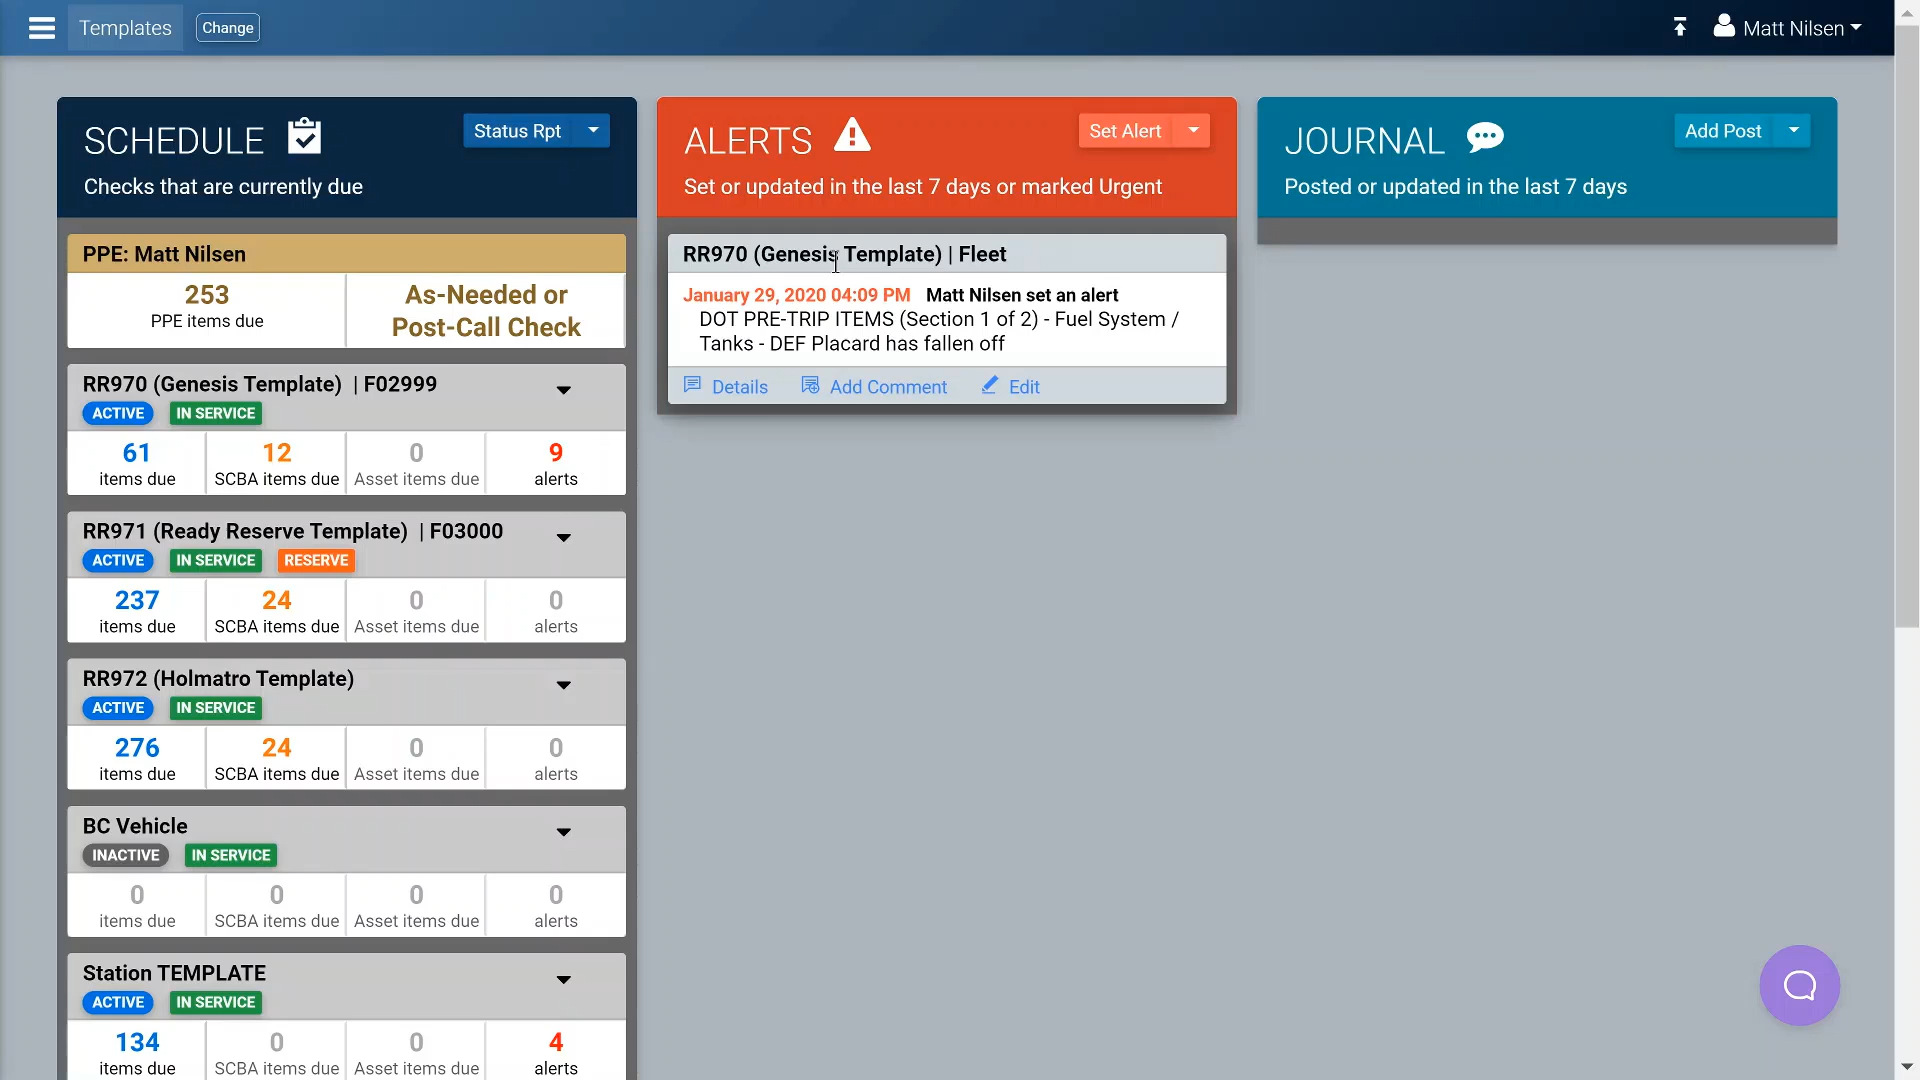 Templates
Change
Matt Nilsen
SCHEDULE
Status Rpt
Checks that are currently due
PPE: Matt Nilsen
253
PPE items due
As-Needed or
Post-Call Check
RR970 (Genesis Template) | F02999
ACTIVE
IN SERVICE
61
items due
12
SCBA items due
0
Asset items due
9
alerts
RR971 (Ready Reserve Template) | F03000
ACTIVE
IN SERVICE
RESERVE
237
items due
24
SCBA items due
0
Asset items due
0
alerts
RR972 (Holmatro Template)
ACTIVE
IN SERVICE
276
items due
24
SCBA items due
0
Asset items due
0
alerts
BC Vehicle
INACTIVE
IN SERVICE
0
items due
0
SCBA items due
0
Asset items due
0
alerts
Station TEMPLATE
ACTIVE
IN SERVICE
134
items due
0
SCBA items due
0
Asset items due
4
alerts
ALERTS
Set Alert
Set or updated in the last 7 days or marked Urgent
RR970 (Genesis Template) | Fleet
January 29, 2020 04:09 PM Matt Nilsen set an alert
DOT PRE-TRIP ITEMS (Section 1 of 2) - Fuel System /
Tanks - DEF Placard has fallen off
Details
Add Comment
Edit
JOURNAL
Add Post
Posted or updated in the last 7 days